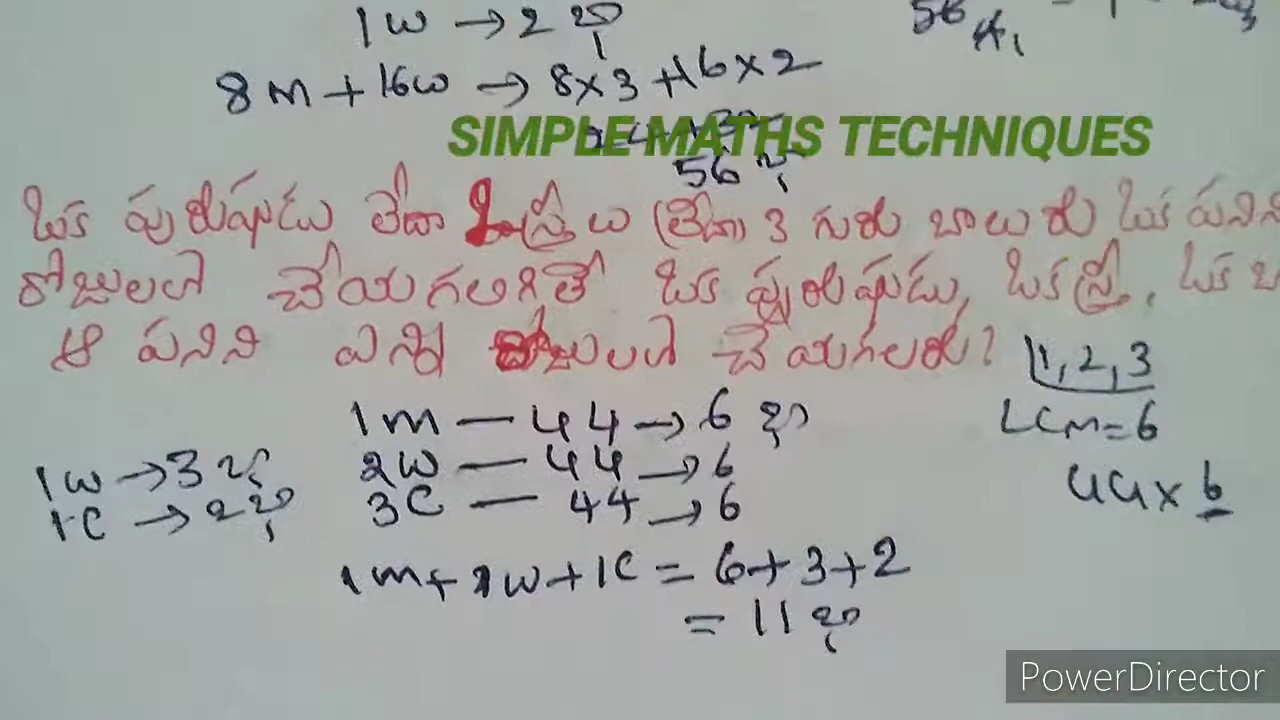 1W → 2 యూ
56
8M + 16W → 8×3 + 16×2
SIMPLE MATHS TECHNIQUES
56 యూ
ఒక పురుషుడు లేదా స్త్రీలు (లేదా) 3 గురు బాలురు ఒక పనిని
రోజులలో చేయగలిగితే ఒక పురుషుడు, ఒక స్త్రీ, ఒక
ఆ పనిని ఎన్ని రోజులలో చేయగలరు?
1, 2, 3
1M — 44 → 6 యూ
LCM = 6
1W → 3 యూ
2W — 44 → 6
44 × 6
1C → 2 యూ
3C — 44 → 6
1M + 1W + 1C = 6+3+2
= 11 యూ
PowerDirector